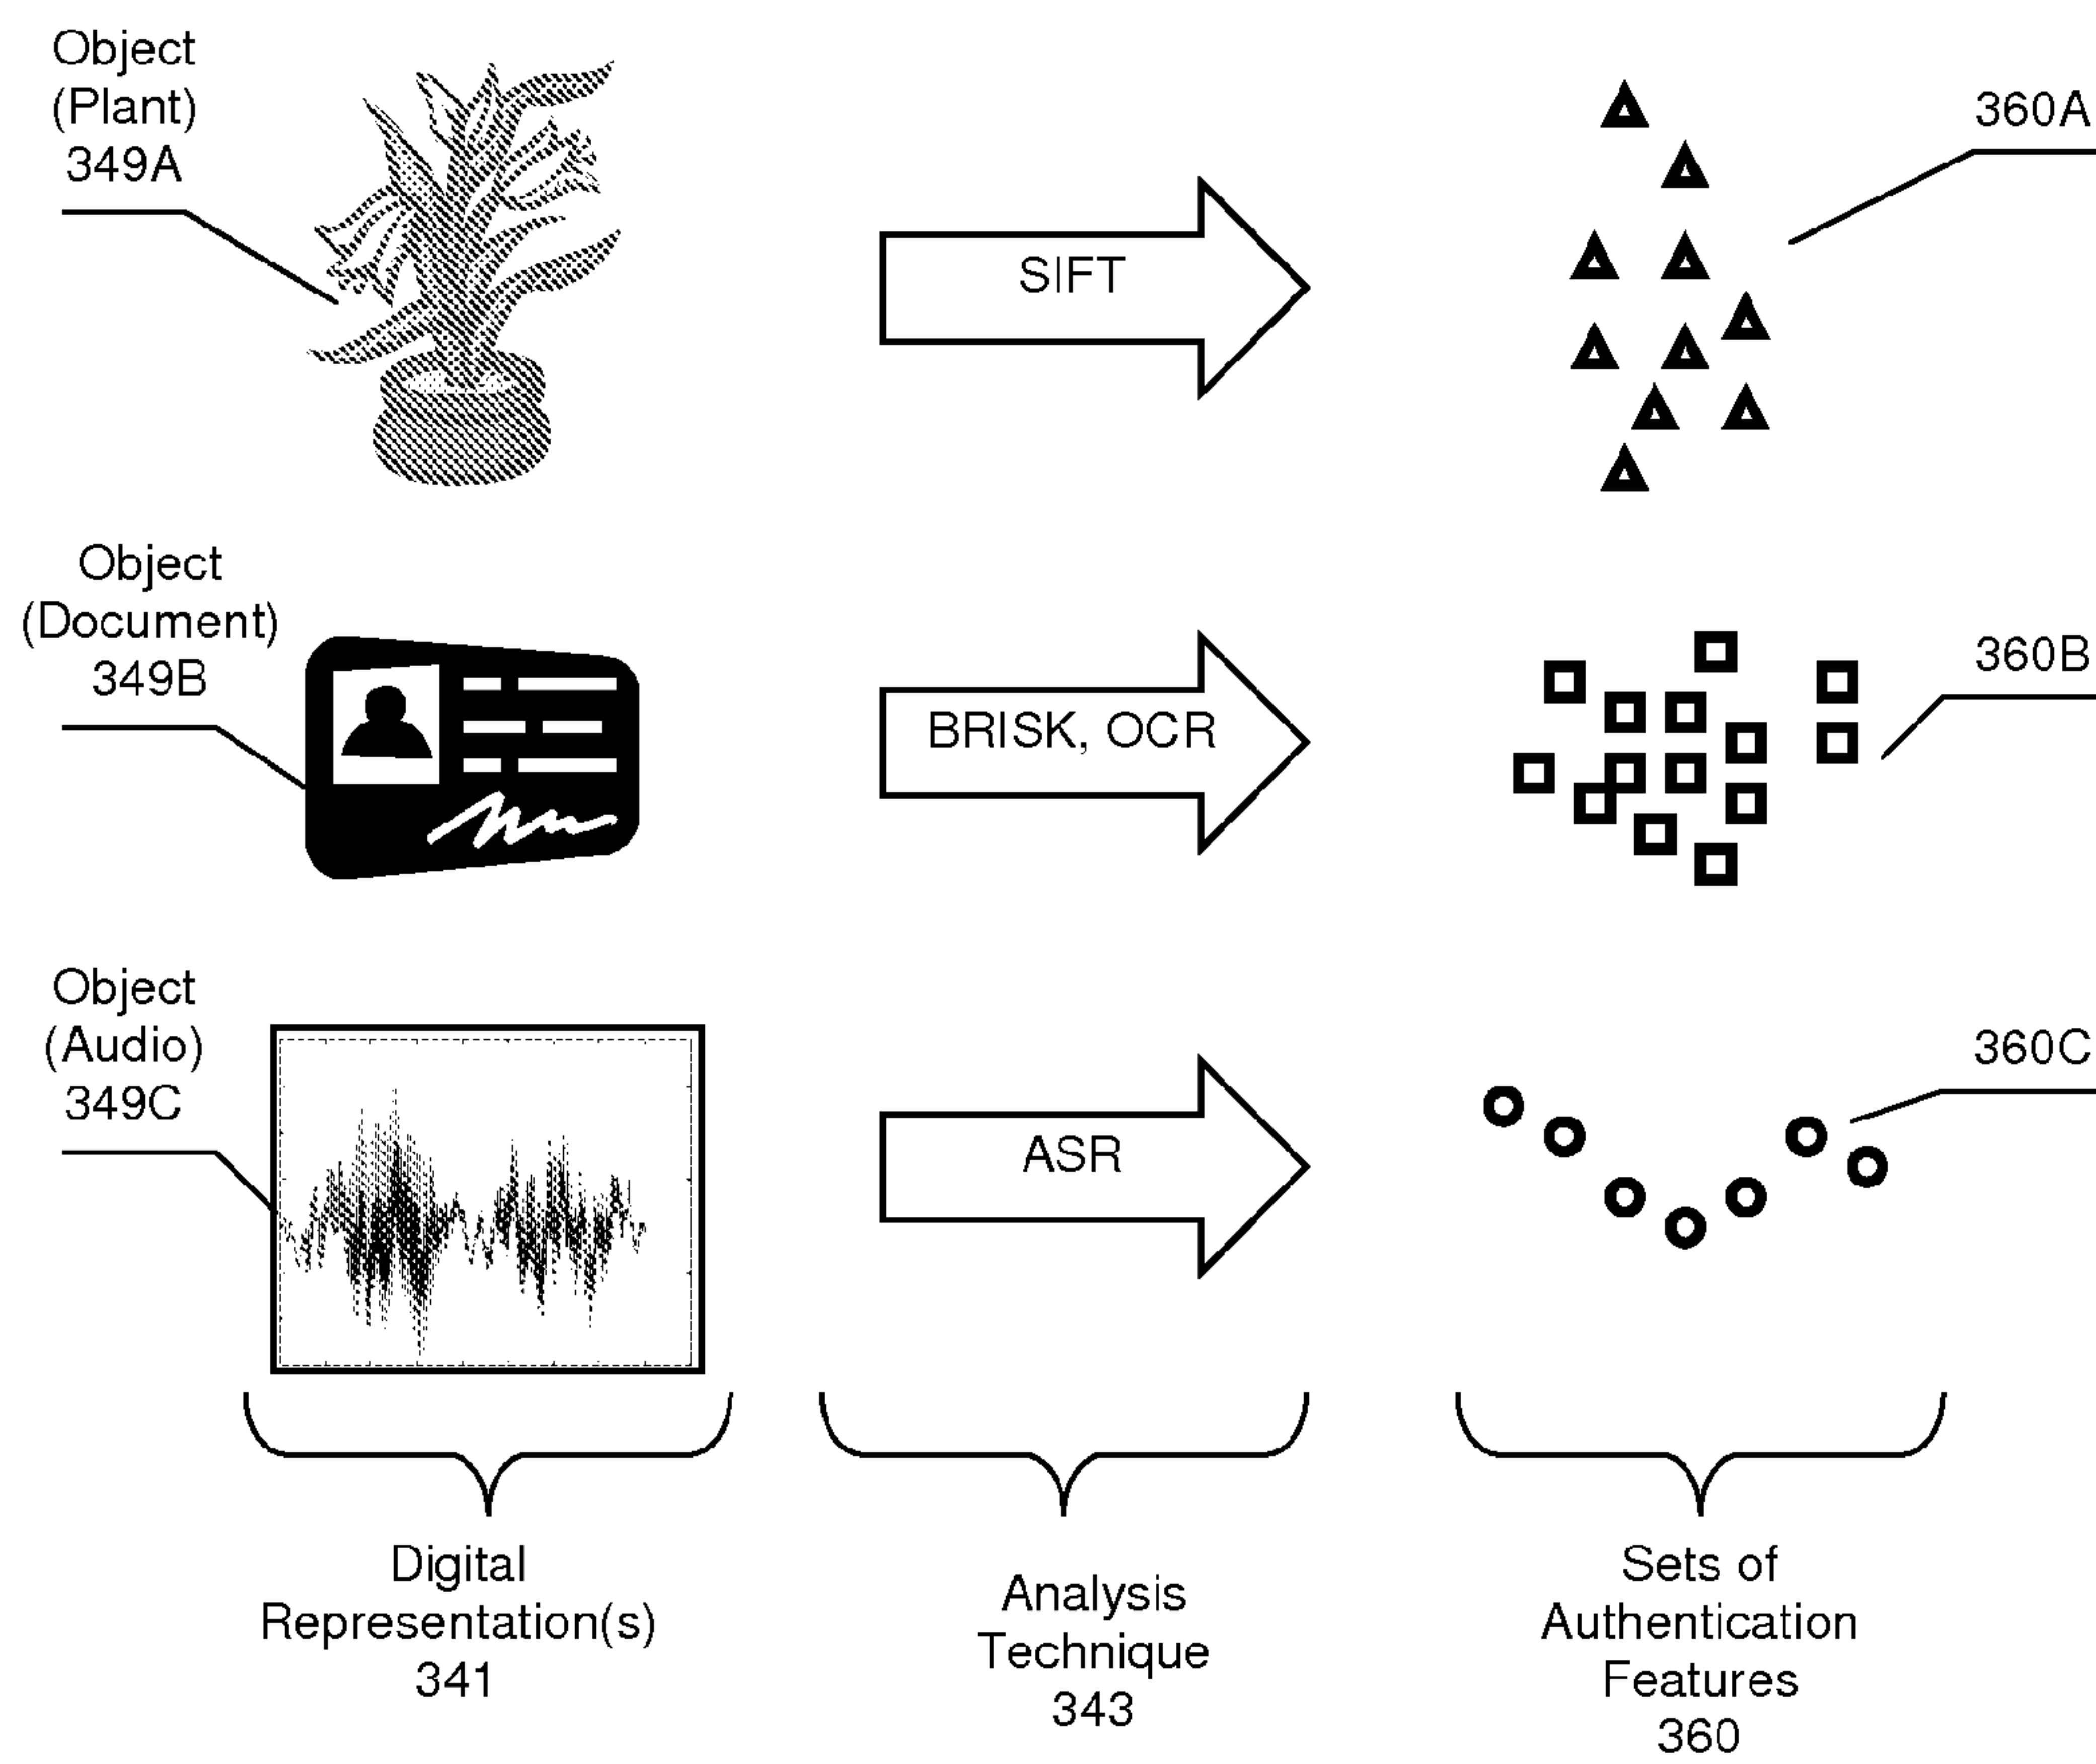 Object
(Plant)
349A
SIFT
360A
Object
(Document)
349B
BRISK, OCR
360B
Object
(Audio)
349C
ASR
360C
Digital
Representation(s)
341
Analysis
Technique
343
Sets of
Authentication
Features
360